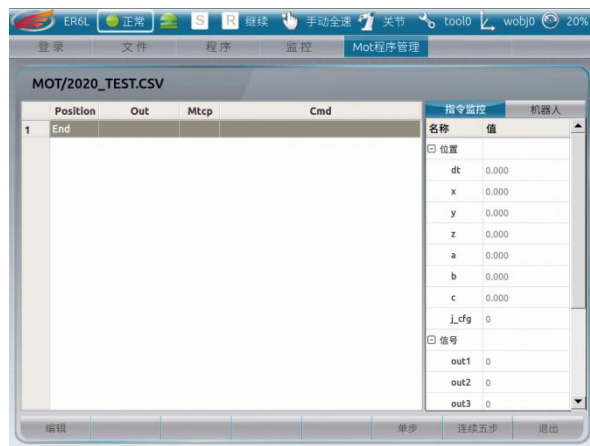 ER6L 正常 S R 继续 手动全速 关节 tool0 wobj0 20%
登录 文件 程序 监控 Mot程序管理
MOT/2020_TEST.CSV
Position Out Mtcp Cmd
1 End
指令监控 机器人
名称 值
位置
dt 0.000
x 0.000
y 0.000
z 0.000
a 0.000
b 0.000
c 0.000
j_cfg 0
信号
out1 0
out2 0
out3 0
编辑 单步 连续五步 退出